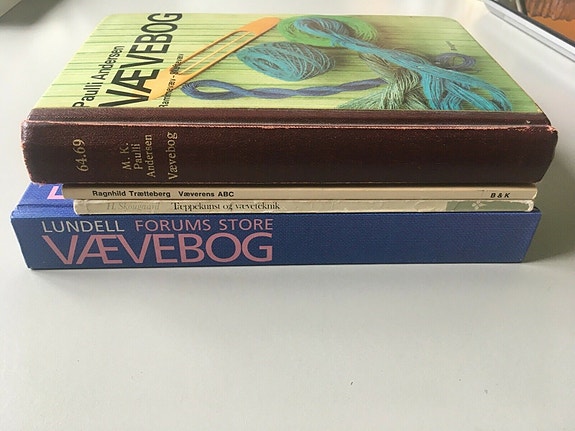 Paulli Andersen
VÆVEBOG
64.69
M. K.
Paulli
Andersen
Vævebog
Ragnhild Trætteberg Væverens ABC B & K
Tæppekunst og væveteknik
LUNDELL FORUMS STORE
VÆVEBOG